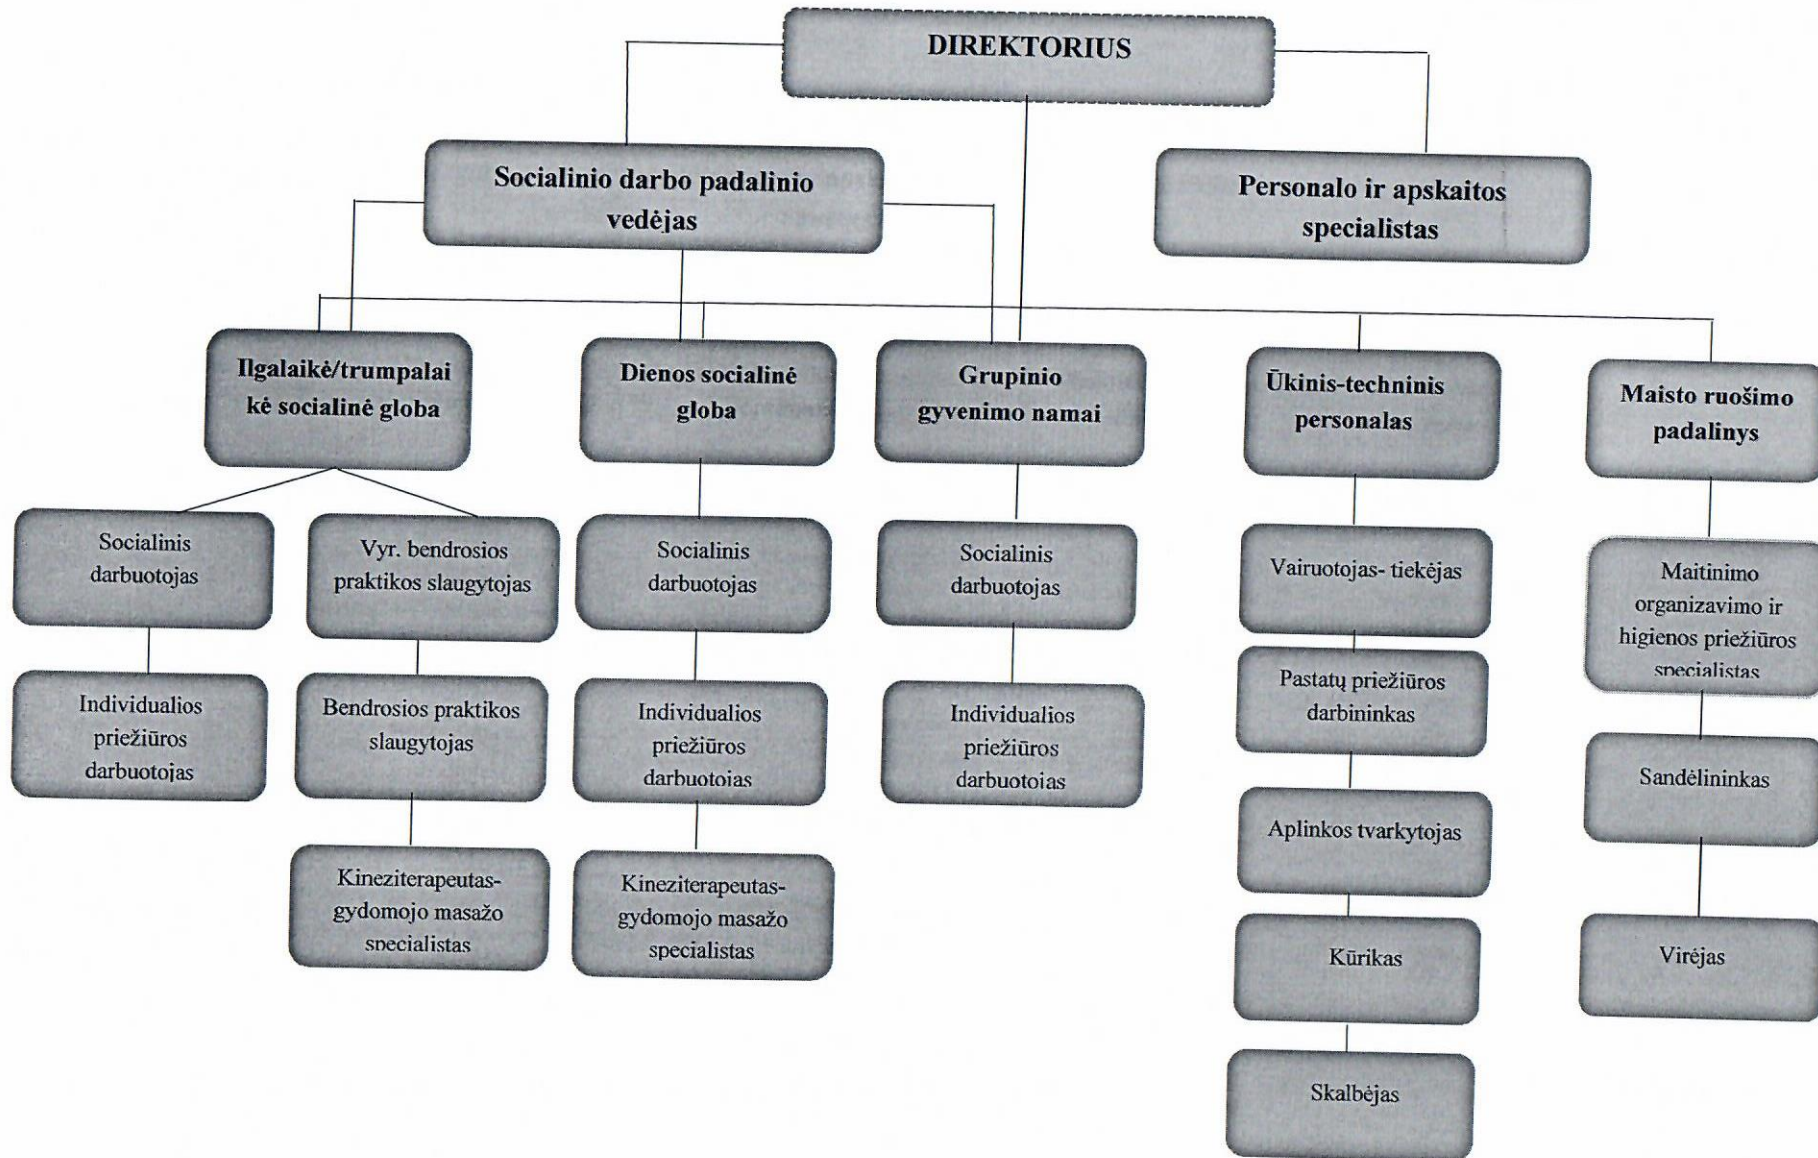 DIREKTORIUS
Socialinio darbo padalinio
vedėjas
Personalo ir apskaitos
specialistas
Ilgalaikė/trumpalai
kė socialinė globa
Dienos socialinė
globa
Grupinio
gyvenimo namai
Ūkinis-techninis
personalas
Maisto ruošimo
padalinys
Socialinis
darbuotojas
Individualios
priežiūros
darbuotojas
Vyr. bendrosios
praktikos slaugytojas
Bendrosios praktikos
slaugytojas
Kineziterapeutas-
gydomojo masažo
specialistas
Socialinis
darbuotojas
Individualios
priežiūros
darbuotojas
Kineziterapeutas-
gydomojo masažo
specialistas
Socialinis
darbuotojas
Individualios
priežiūros
darbuotojas
Vairuotojas- tiekėjas
Pastatų priežiūros
darbininkas
Aplinkos tvarkytojas
Kūrikas
Skalbėjas
Maitinimo
organizavimo ir
higienos priežiūros
specialistas
Sandėlininkas
Virėjas